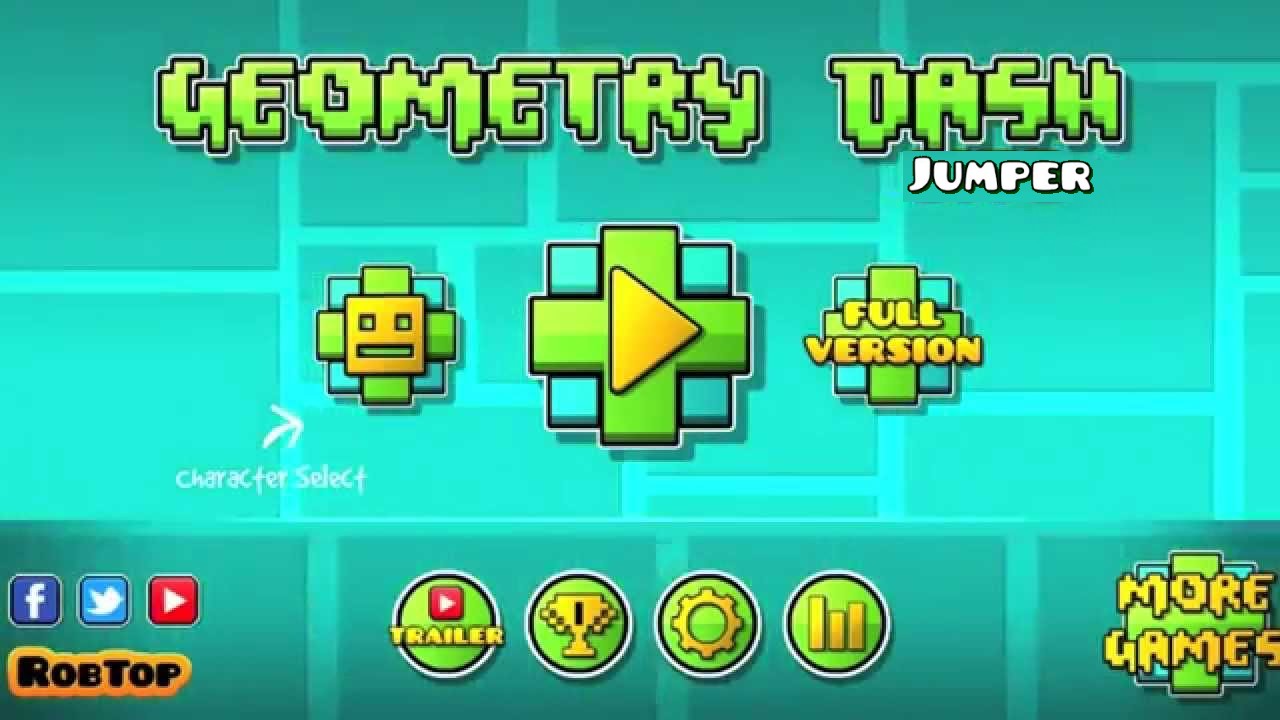 GEOMETRY DASH
JUMPER
FULL
VERSION
Character Select
f
TRAILER
ROBTOP
MORE
GAMES